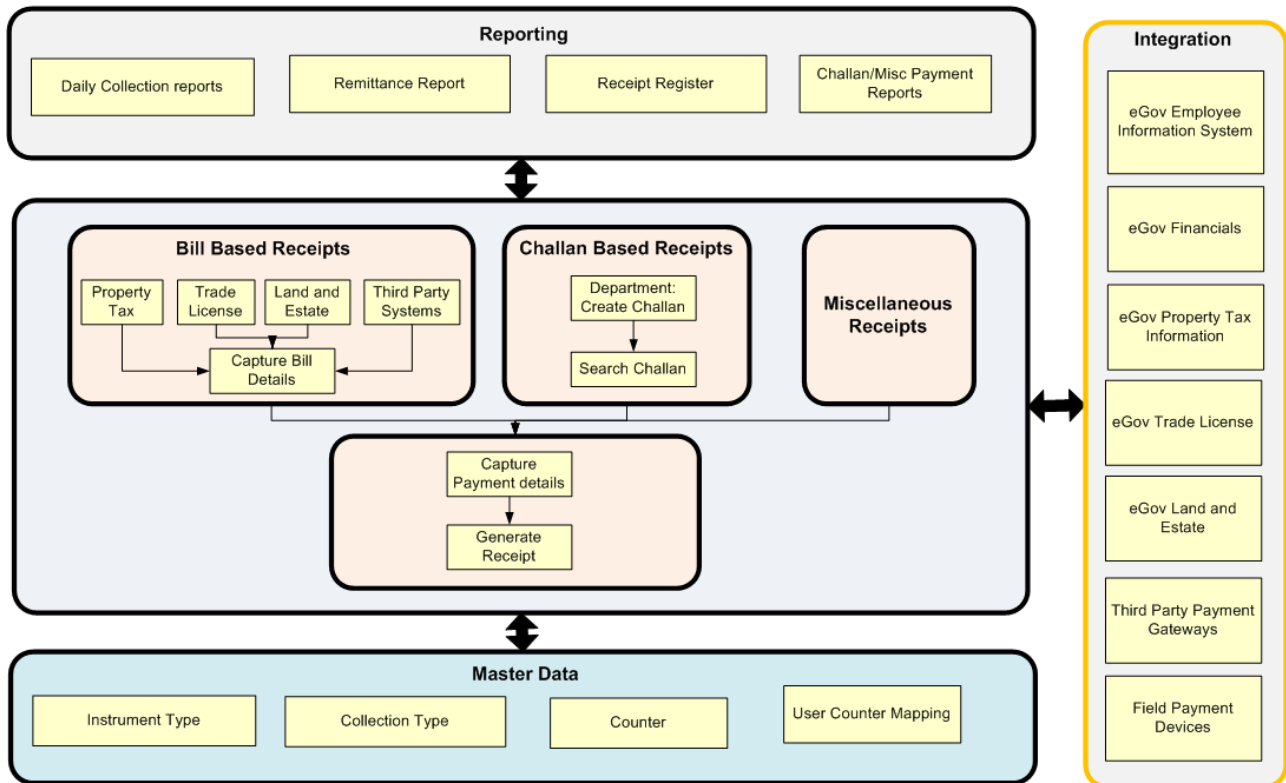 Reporting
Daily Collection reports
Remittance Report
Receipt Register
Challan/Misc Payment
Reports
Bill Based Receipts
Property
Tax
Trade
License
Land and
Estate
Third Party
Systems
Capture Bill
Details
Challan Based Receipts
Department:
Create Challan
Search Challan
Miscellaneous
Receipts
Capture
Payment details
Generate
Receipt
Master Data
Instrument Type
Collection Type
Counter
User Counter Mapping
Integration
eGov Employee
Information System
eGov Financials
eGov Property Tax
Information
eGov Trade License
eGov Land and
Estate
Third Party Payment
Gateways
Field Payment
Devices